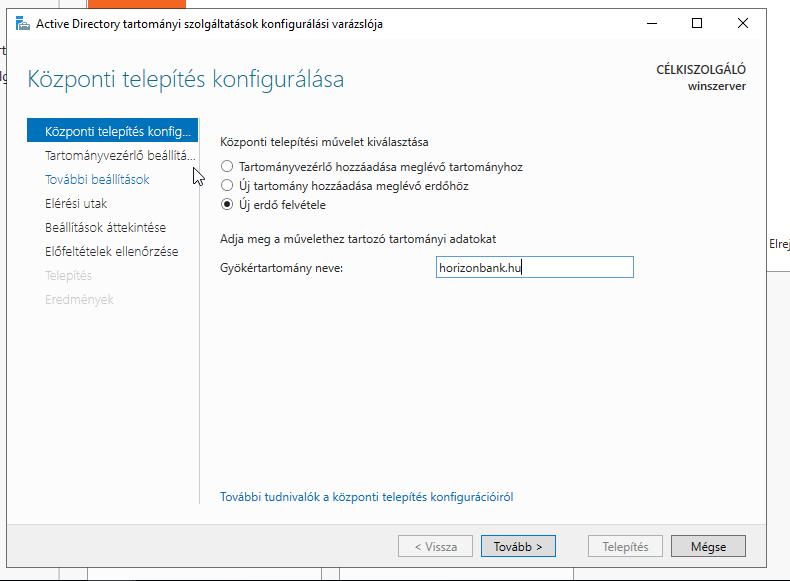 Active Directory tartományi szolgáltatások konfigurálási varázslója
Központi telepítés konfigurálása
CÉLKISZOLGÁLÓ
winszerver
Központi telepítés konfig...
Tartományvezérlő beállítá...
További beállítások
Elérési utak
Beállítások áttekintése
Előfeltételek ellenőrzése
Telepítés
Eredmények
Központi telepítési művelet kiválasztása
Tartományvezérlő hozzáadása meglévő tartományhoz
Új tartomány hozzáadása meglévő erdőhöz
Új erdő felvétele
Adja meg a művelethez tartozó tartományi adatokat
Gyökértartomány neve: horizonbank.hu
További tudnivalók a központi telepítés konfigurációiról
< Vissza Tovább > Telepítés Mégse
Elrej